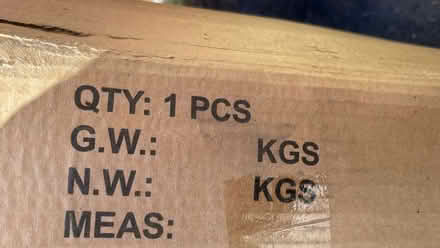 QTY: 1 PCS
G.W.: KGS
N.W.: KGS
MEAS: